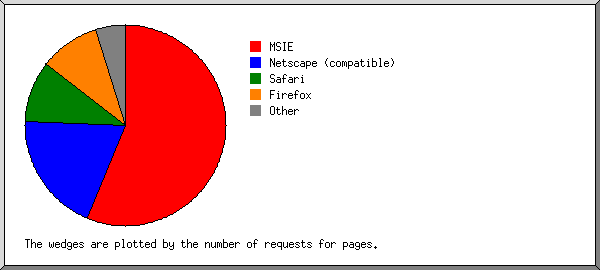 MSIE
Netscape (compatible)
Safari
Firefox
Other
The wedges are plotted by the number of requests for pages.